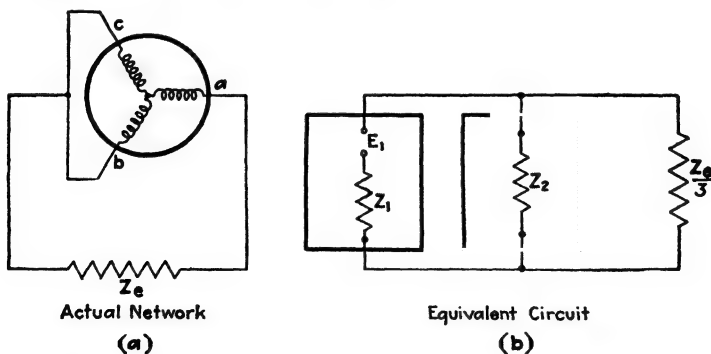 c
a
b
Ze
Actual Network
(a)
E1
Z1
Z2
Ze
3
Equivalent Circuit
(b)